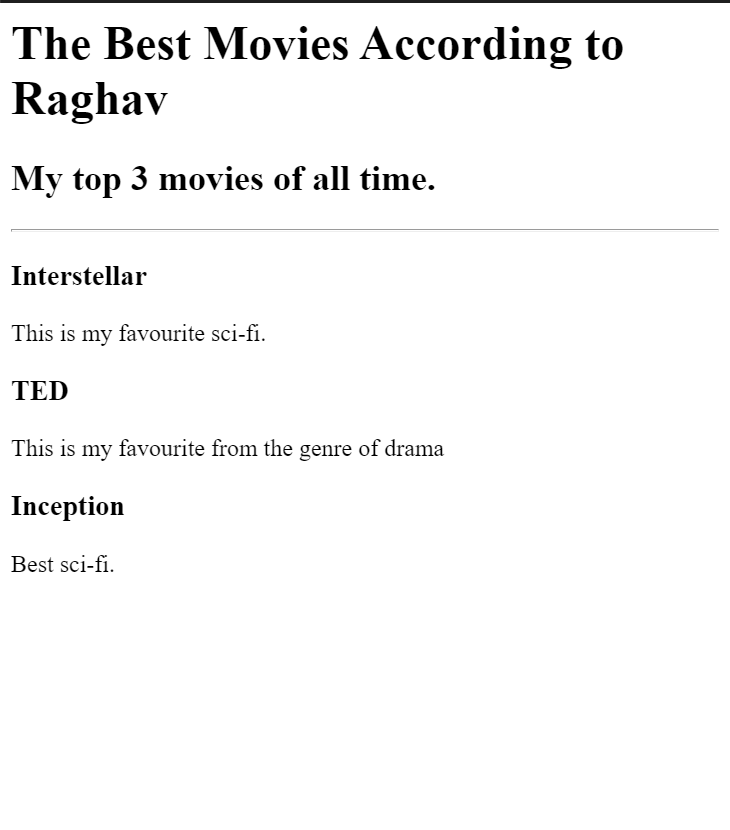 The Best Movies According to
Raghav
My top 3 movies of all time.
Interstellar
This is my favourite sci-fi.
TED
This is my favourite from the genre of drama
Inception
Best sci-fi.